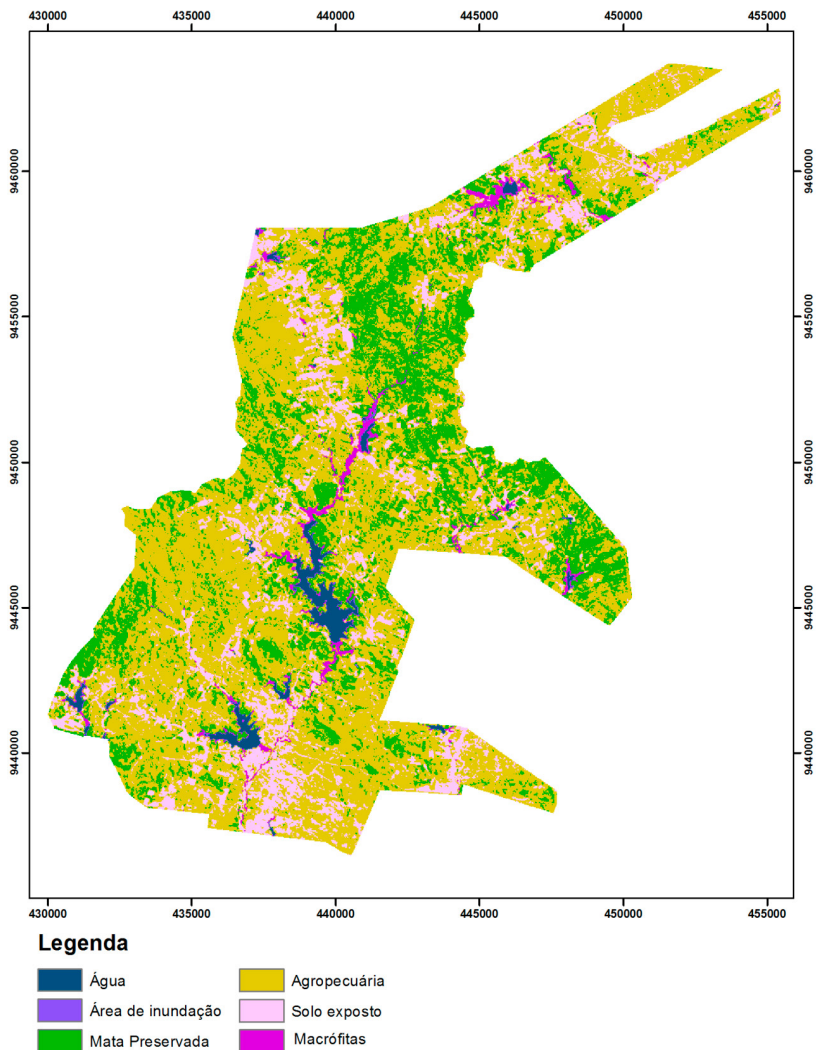 430000 435000 440000 445000 450000 455000
9460000 9460000
9455000 9455000
9450000 9450000
9445000 9445000
9440000 9440000
430000 435000 440000 445000 450000 455000
Legenda
Água Agropecuária
Área de inundação Solo exposto
Mata Preservada Macrófitas